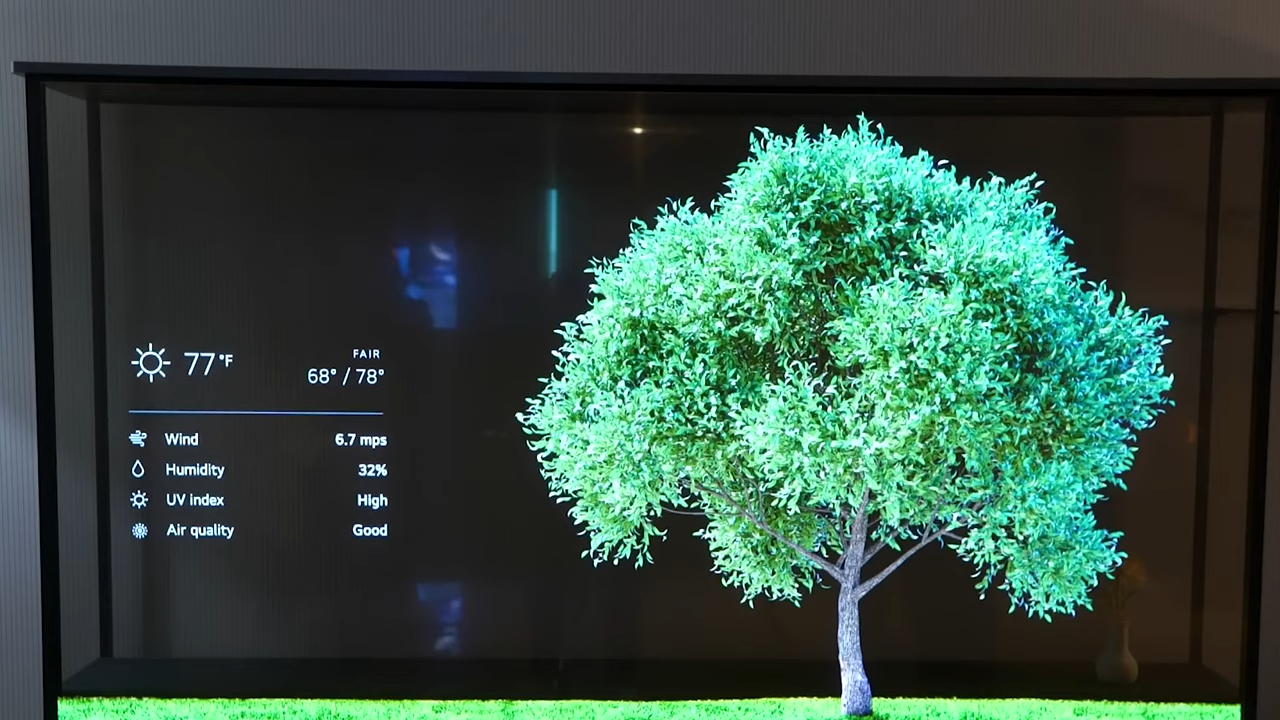 77°F
FAIR
68° / 78°
Wind 6.7 mps
Humidity 32%
UV index High
Air quality Good